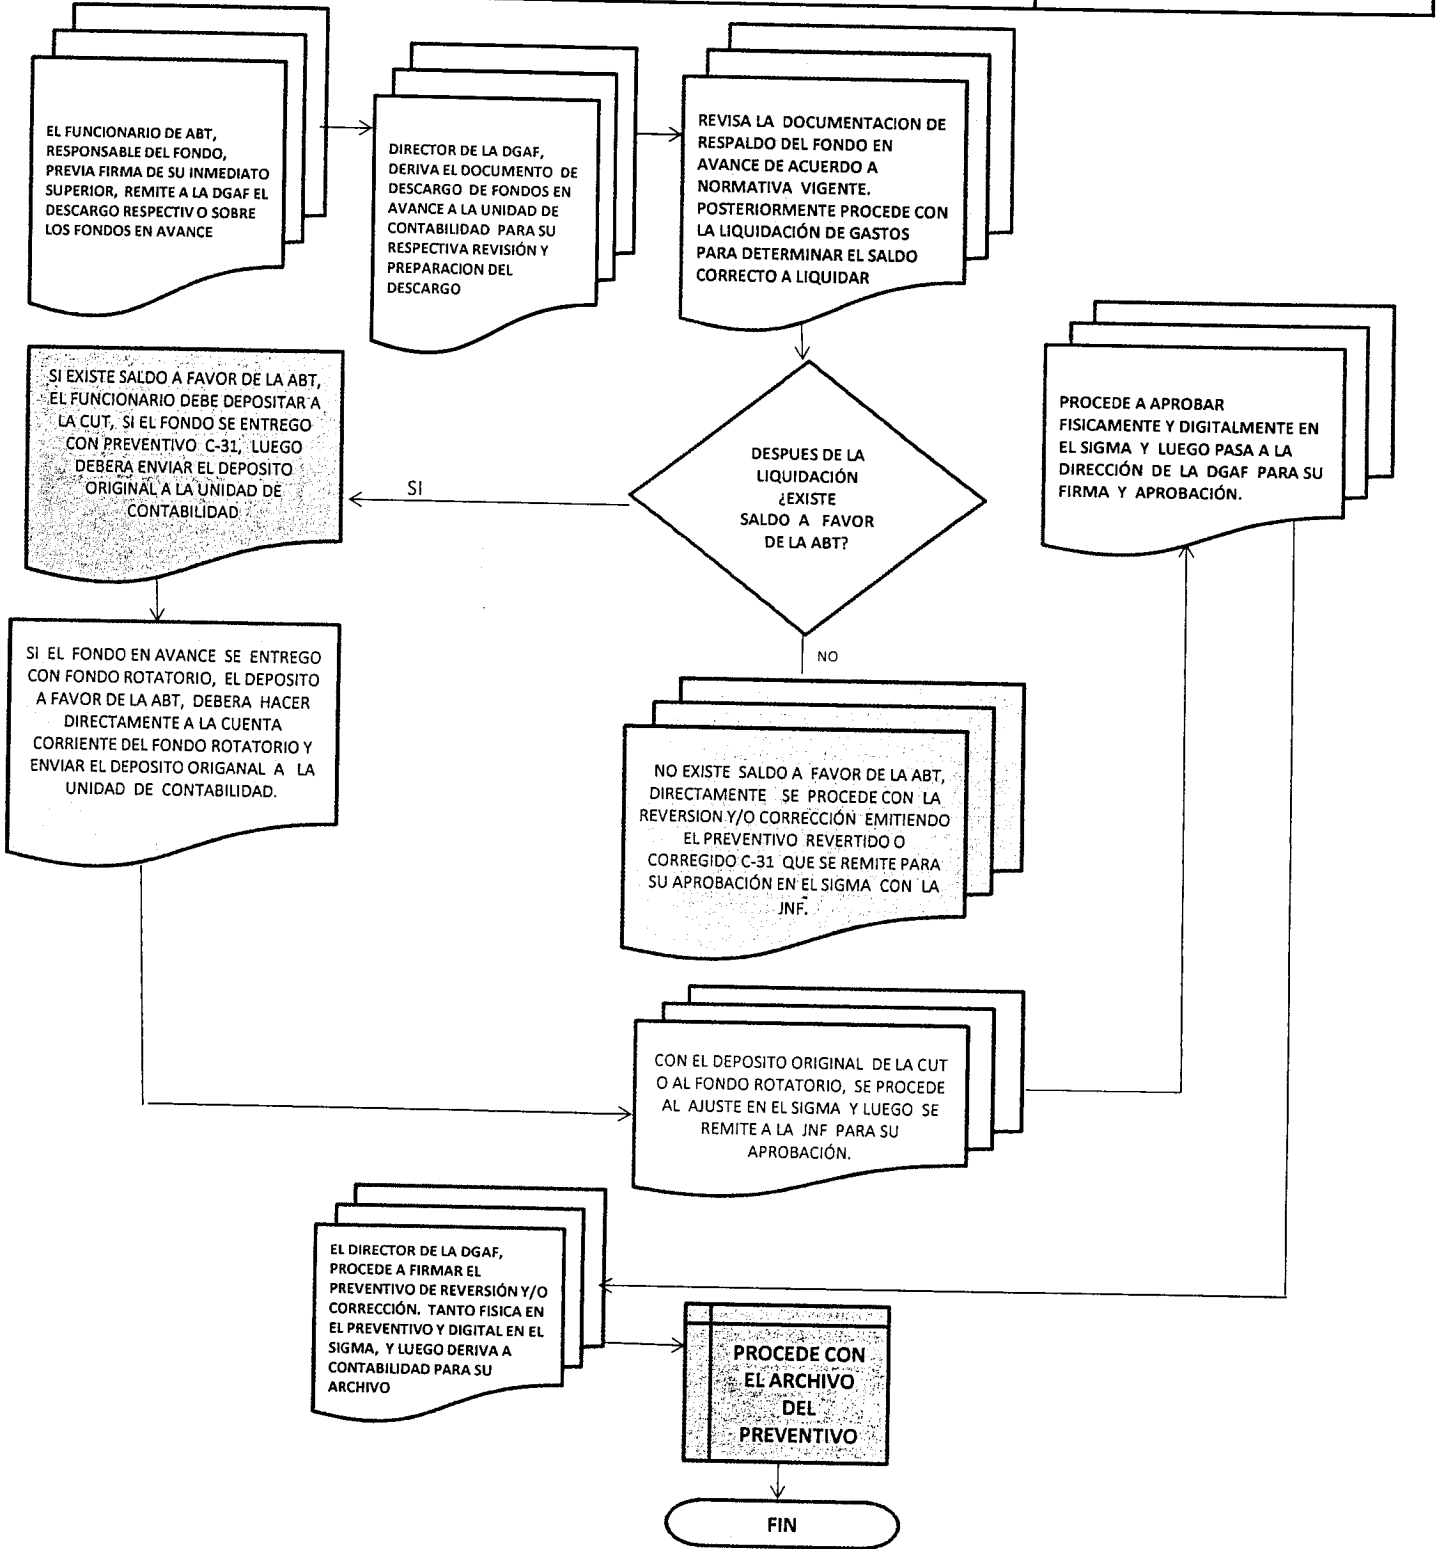 EL FUNCIONARIO DE ABT,
RESPONSABLE DEL FONDO,
PREVIA FIRMA DE SU INMEDIATO
SUPERIOR, REMITE A LA DGAF EL
DESCARGO RESPECTIVO SOBRE
LOS FONDOS EN AVANCE
DIRECTOR DE LA DGAF,
DERIVA EL DOCUMENTO DE
DESCARGO DE FONDOS EN
AVANCE A LA UNIDAD DE
CONTABILIDAD PARA SU
RESPECTIVA REVISIÓN Y
PREPARACION DEL
DESCARGO
REVISA LA DOCUMENTACION DE
RESPALDO DEL FONDO EN
AVANCE DE ACUERDO A
NORMATIVA VIGENTE.
POSTERIORMENTE PROCEDE CON
LA LIQUIDACIÓN DE GASTOS
PARA DETERMINAR EL SALDO
CORRECTO A LIQUIDAR
DESPUES DE LA
LIQUIDACIÓN
¿EXISTE
SALDO A FAVOR
DE LA ABT?
SI
SI EXISTE SALDO A FAVOR DE LA ABT,
EL FUNCIONARIO DEBE DEPOSITAR A
LA CUT, SI EL FONDO SE ENTREGO
CON PREVENTIVO C-31, LUEGO
DEBERA ENVIAR EL DEPOSITO
ORIGINAL A LA UNIDAD DE
CONTABILIDAD
SI EL FONDO EN AVANCE SE ENTREGO
CON FONDO ROTATORIO, EL DEPOSITO
A FAVOR DE LA ABT, DEBERA HACER
DIRECTAMENTE A LA CUENTA
CORRIENTE DEL FONDO ROTATORIO Y
ENVIAR EL DEPOSITO ORIGANAL A LA
UNIDAD DE CONTABILIDAD.
NO
NO EXISTE SALDO A FAVOR DE LA ABT,
DIRECTAMENTE SE PROCEDE CON LA
REVERSION Y/O CORRECCIÓN EMITIENDO
EL PREVENTIVO REVERTIDO O
CORREGIDO C-31 QUE SE REMITE PARA
SU APROBACIÓN EN EL SIGMA CON LA
JNF.
CON EL DEPOSITO ORIGINAL DE LA CUT
O AL FONDO ROTATORIO, SE PROCEDE
AL AJUSTE EN EL SIGMA Y LUEGO SE
REMITE A LA JNF PARA SU
APROBACIÓN.
PROCEDE A APROBAR
FISICAMENTE Y DIGITALMENTE EN
EL SIGMA Y LUEGO PASA A LA
DIRECCIÓN DE LA DGAF PARA SU
FIRMA Y APROBACIÓN.
EL DIRECTOR DE LA DGAF,
PROCEDE A FIRMAR EL
PREVENTIVO DE REVERSIÓN Y/O
CORRECCIÓN. TANTO FISICA EN
EL PREVENTIVO Y DIGITAL EN EL
SIGMA, Y LUEGO DERIVA A
CONTABILIDAD PARA SU
ARCHIVO
PROCEDE CON
EL ARCHIVO
DEL
PREVENTIVO
FIN